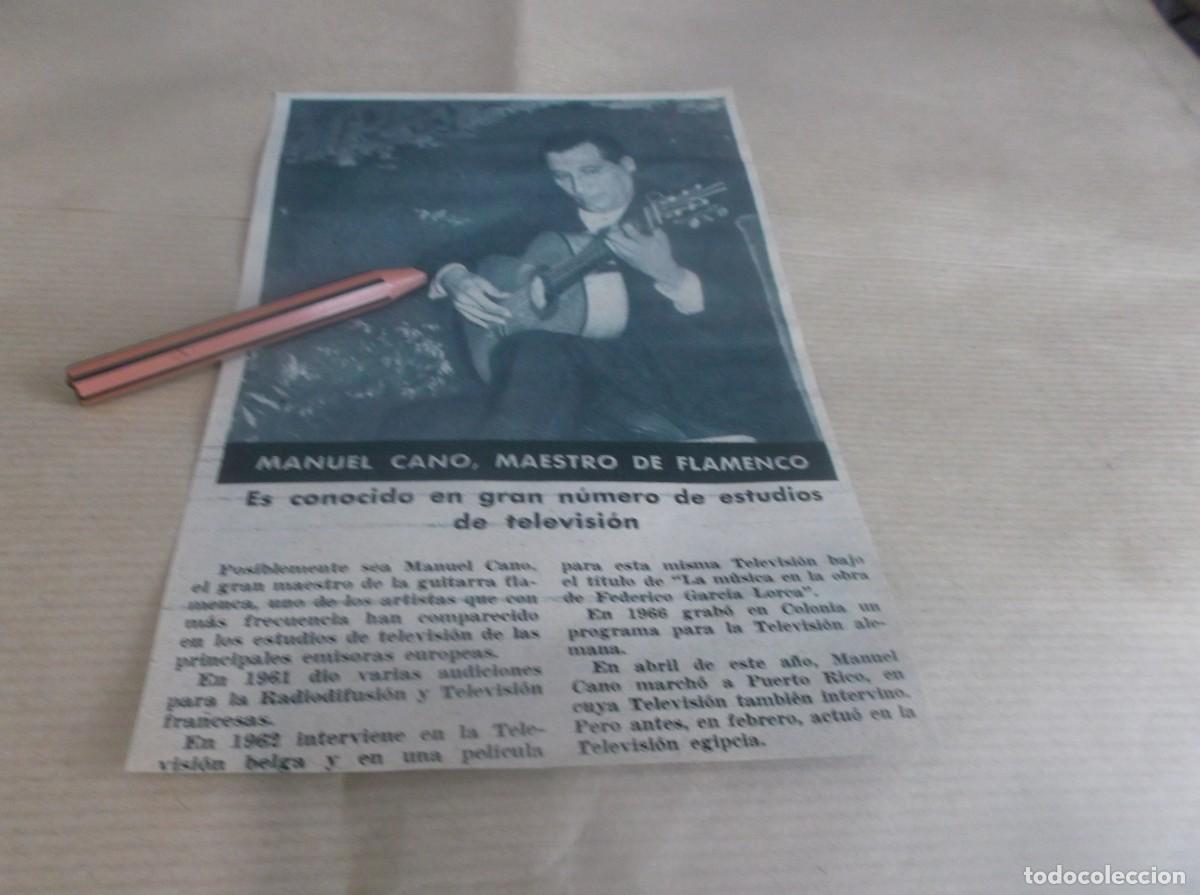 MANUEL CANO, MAESTRO DE FLAMENCO
Es conocido en gran número de estudios
de televisión
Posiblemente sea Manuel Cano,
el gran maestro de la guitarra fla-
menca, uno de los artistas que con
más frecuencia han comparecido
en los estudios de televisión de las
principales emisoras europeas.
En 1961 dio varias audiciones
para la Radiodifusión y Televisión
francesas.
En 1962 interviene en la Tele-
visión belga y en una película
para esta misma Televisión bajo
el título de "La música en la obra
de Federico García Lorca".
En 1966 grabó en Colonia un
programa para la Televisión ale-
mana.
En abril de este año, Manuel
Cano marchó a Puerto Rico, en
cuya Televisión también intervino.
Pero antes, en febrero, actuó en la
Televisión egipcia.
todocoleccion